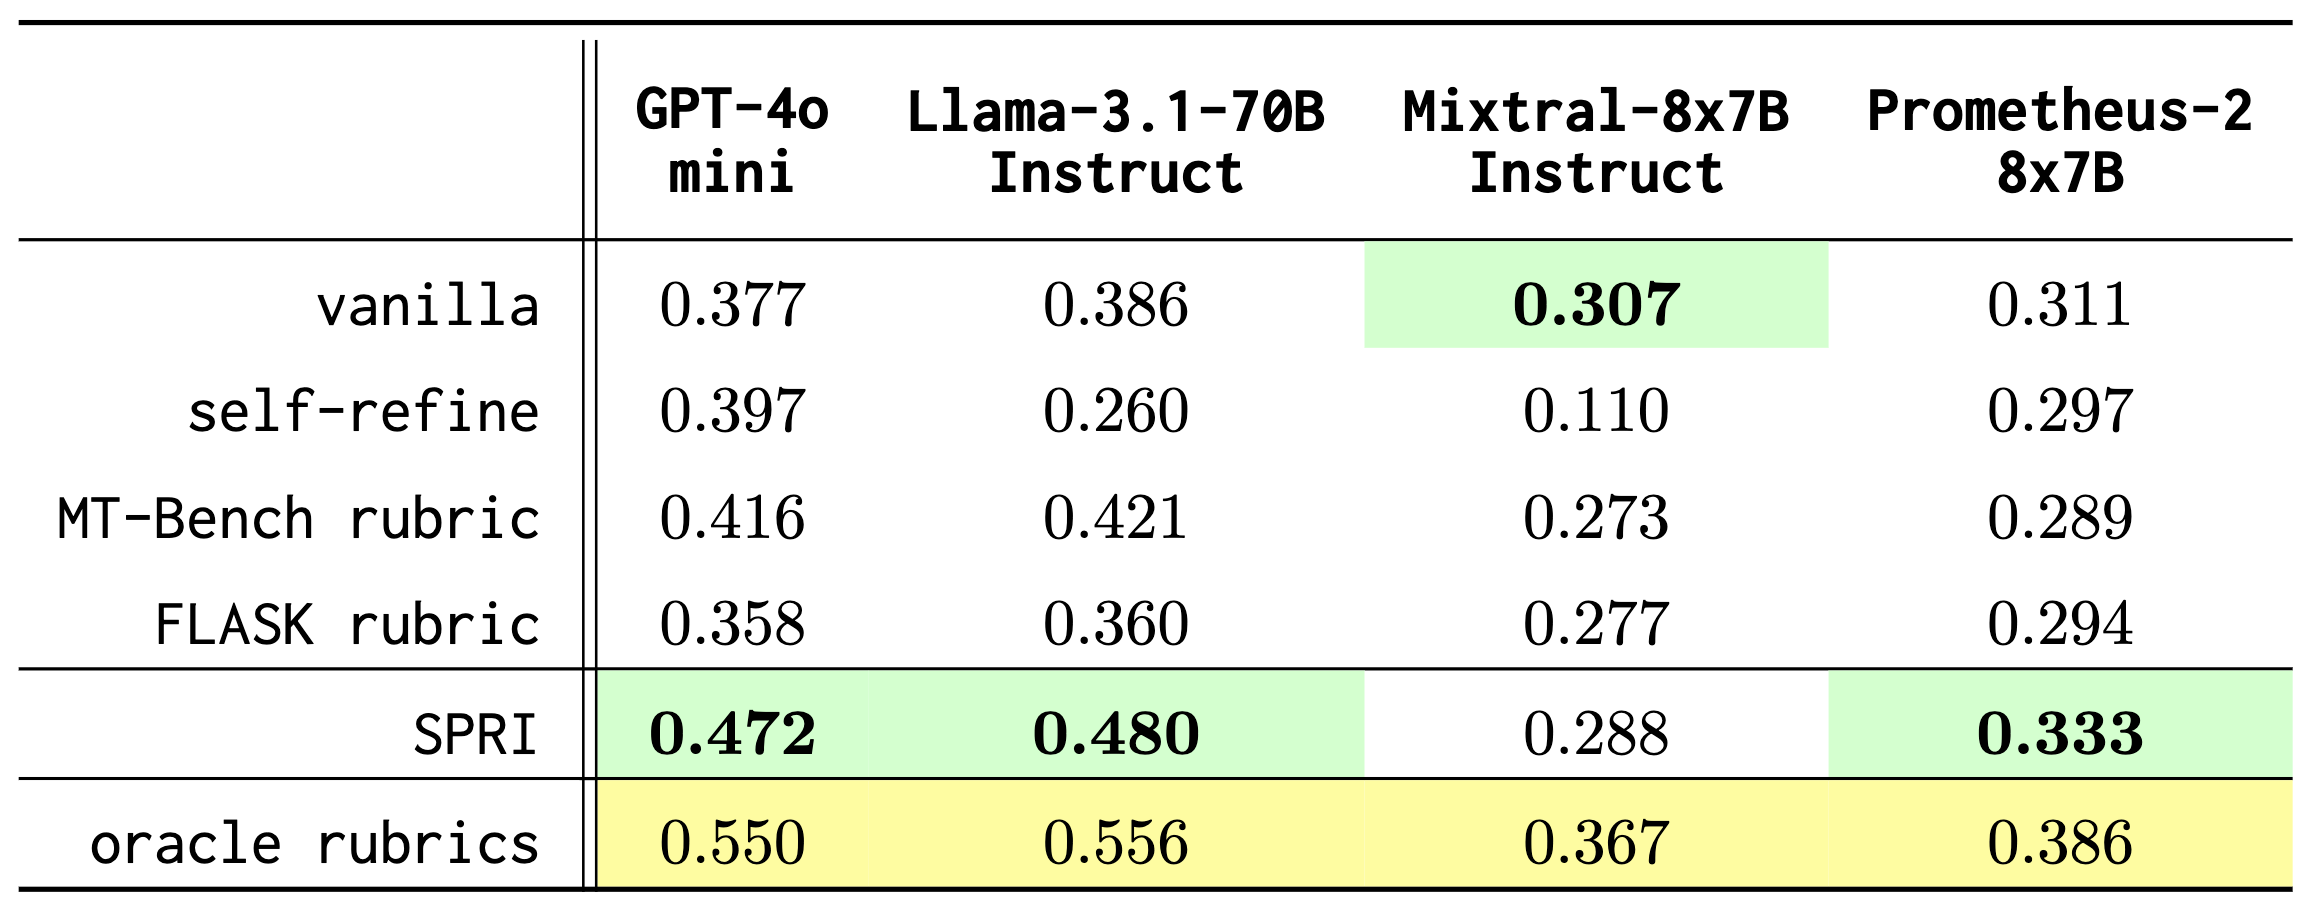 GPT-4o mini Llama-3.1-70B Instruct Mixtral-8x7B Instruct Prometheus-2 8x7B
vanilla 0.377 0.386 0.307 0.311
self-refine 0.397 0.260 0.110 0.297
MT-Bench rubric 0.416 0.421 0.273 0.289
FLASK rubric 0.358 0.360 0.277 0.294
SPRI 0.472 0.480 0.288 0.333
oracle rubrics 0.550 0.556 0.367 0.386